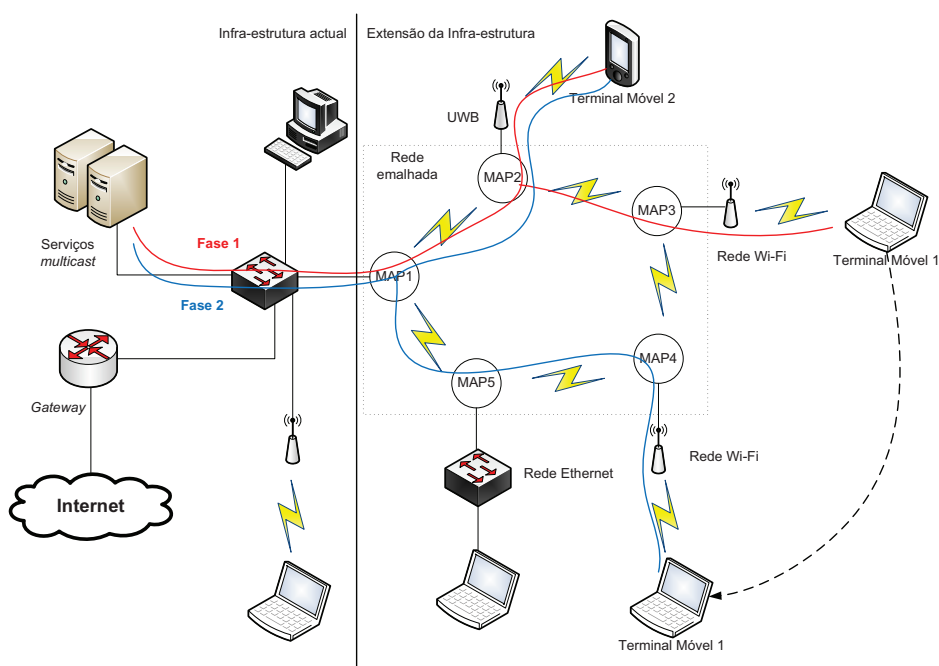 Infra-estrutura actual
Extensão da Infra-estrutura
Terminal Móvel 2
UWB
Rede
emalhada
MAP2
MAP3
Rede Wi-Fi
Terminal Móvel 1
Serviços
multicast
Fase 1
Fase 2
MAP1
MAP4
MAP5
Gateway
Rede Wi-Fi
Rede Ethernet
Internet
Terminal Móvel 1